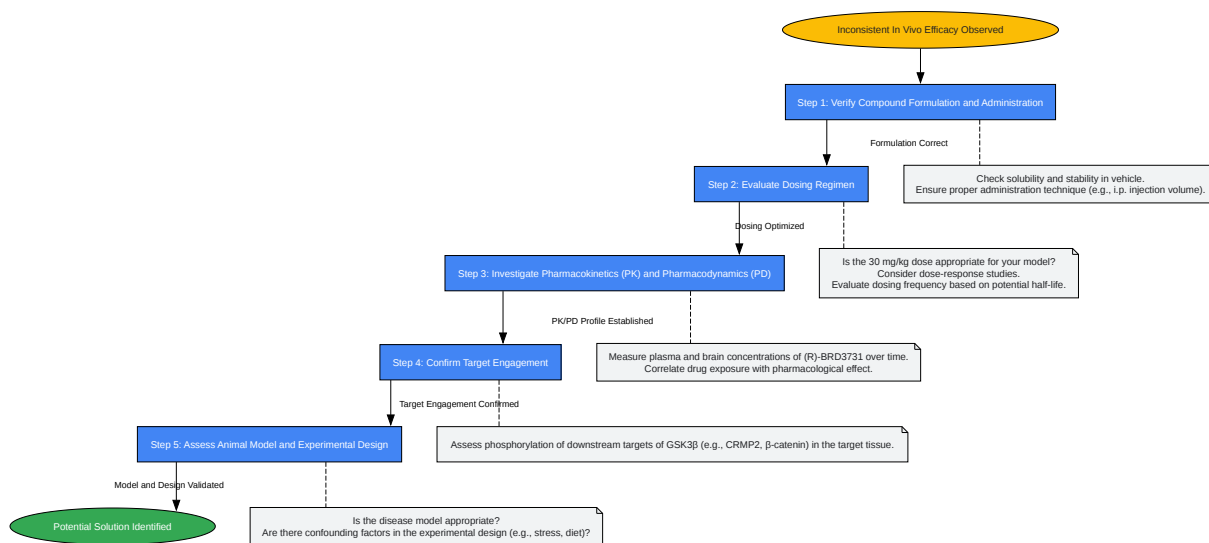 Inconsistent In Vivo Efficacy Observed
Step 1: Verify Compound Formulation and Administration
Formulation Correct
Check solubility and stability in vehicle.
Ensure proper administration technique (e.g., i.p. injection volume).
Step 2: Evaluate Dosing Regimen
Dosing Optimized
Is the 30 mg/kg dose appropriate for your model?
Consider dose-response studies.
Evaluate dosing frequency based on potential half-life.
Step 3: Investigate Pharmacokinetics (PK) and Pharmacodynamics (PD)
PK/PD Profile Established
Measure plasma and brain concentrations of (R)-BRD3731 over time.
Correlate drug exposure with pharmacological effect.
Step 4: Confirm Target Engagement
Target Engagement Confirmed
Assess phosphorylation of downstream targets of GSK3β (e.g., CRMP2, β-catenin) in the target tissue.
Step 5: Assess Animal Model and Experimental Design
Model and Design Validated
Is the disease model appropriate?
Are there confounding factors in the experimental design (e.g., stress, diet)?
Potential Solution Identified